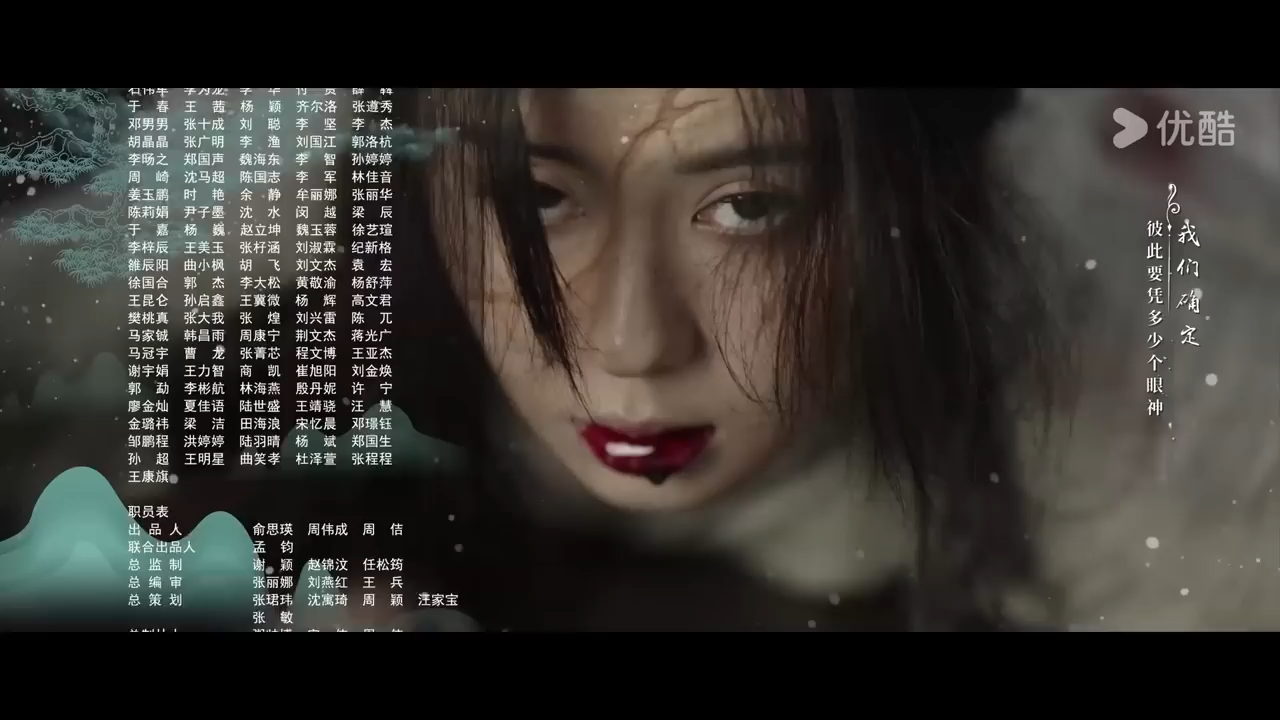 于 春 王 茜 杨 颖 齐尔洛 张遵秀
邓男男 张十成 刘 聪 李 坚 李 杰
胡晶晶 张广明 李 渔 刘国江 郭洛杭
李旸之 郑国声 魏海东 李 智 孙婷婷
周 崎 沈马超 陈国志 李 军 林佳音
姜玉鹏 时 艳 余 静 牟丽娜 张丽华
陈莉娟 尹子墨 沈 水 闵 越 梁 辰
于 嘉 杨 巍 赵立坤 魏玉蓉 徐艺瑄
李梓辰 王美玉 张杍涵 刘淑霖 纪新格
雒辰阳 曲小枫 胡 飞 刘文杰 袁 宏
徐国合 郭 杰 李大松 黄敬渝 杨舒萍
王昆仑 孙启鑫 王冀微 杨 辉 高文君
樊桃真 张大我 张 煌 刘兴雷 陈 兀
马家铖 韩昌雨 周康宁 荆文杰 蒋光广
马冠宇 曹 龙 张菁芯 程文博 王亚杰
谢宇娟 王力智 商 凯 崔旭阳 刘金焕
郭 勐 李彬航 林海燕 殷丹妮 许 宁
廖金灿 夏佳语 陆世盛 王靖骁 汪 慧
金璐祎 梁 洁 田海浪 宋忆晨 邓璟钰
邹鹏程 洪婷婷 陆羽晴 杨 斌 郑国生
孙 超 王明星 曲笑孝 杜泽萱 张程程
王康旗
职员表
出 品 人 俞思瑛 周伟成 周 佶
联合出品人 孟 钧
总 监 制 谢 颖 赵锦汶 任松筠
总 编 审 张丽娜 刘燕红 王 兵
总 策 划 张珺玮 沈寓琦 周 颖 汪家宝
张 敏
优酷
我们确定
彼此要凭多少个眼神